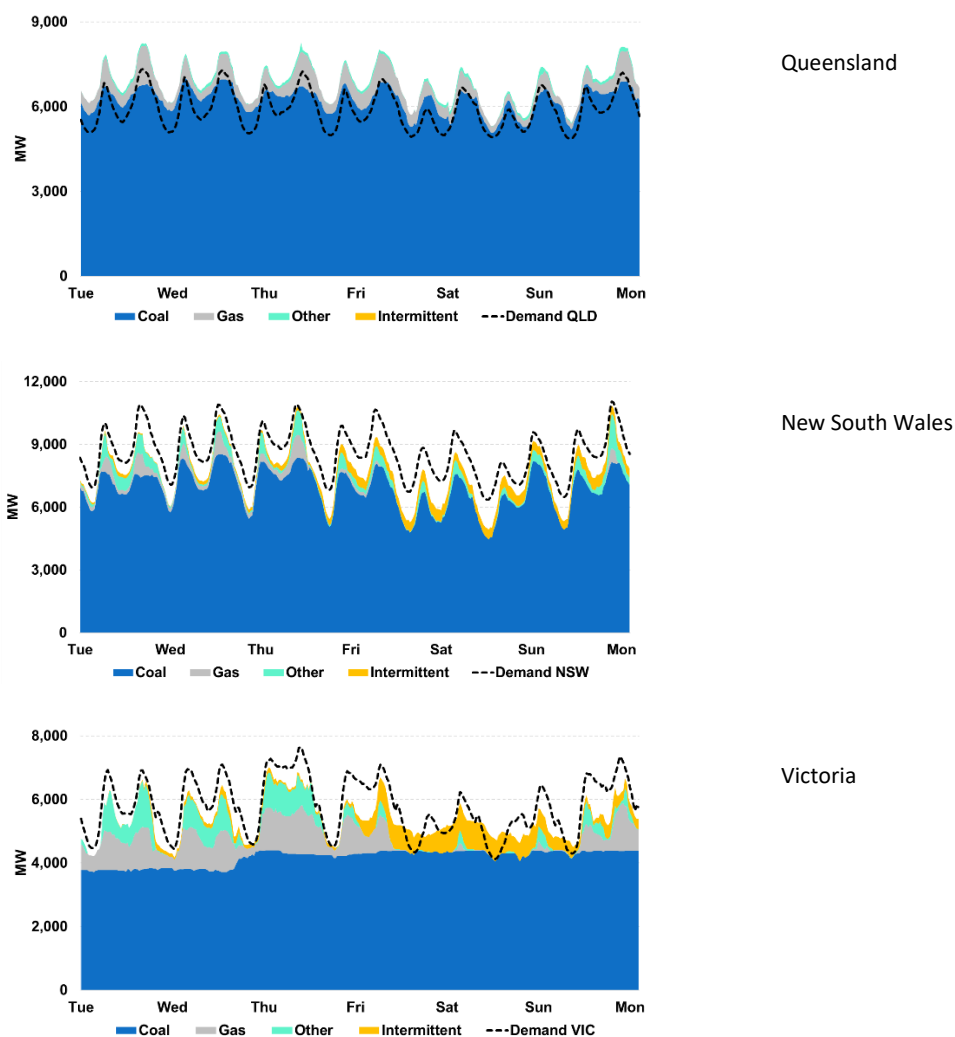 9,000
Queensland
6,000
MW
3,000
0
Tue Wed Thu Fri Sat Sun Mon
Coal Gas Other Intermittent Demand QLD
12,000
New South Wales
9,000
MW
6,000
3,000
0
Tue Wed Thu Fri Sat Sun Mon
Coal Gas Other Intermittent Demand NSW
8,000
Victoria
6,000
MW
4,000
2,000
0
Tue Wed Thu Fri Sat Sun Mon
Coal Gas Other Intermittent Demand VIC